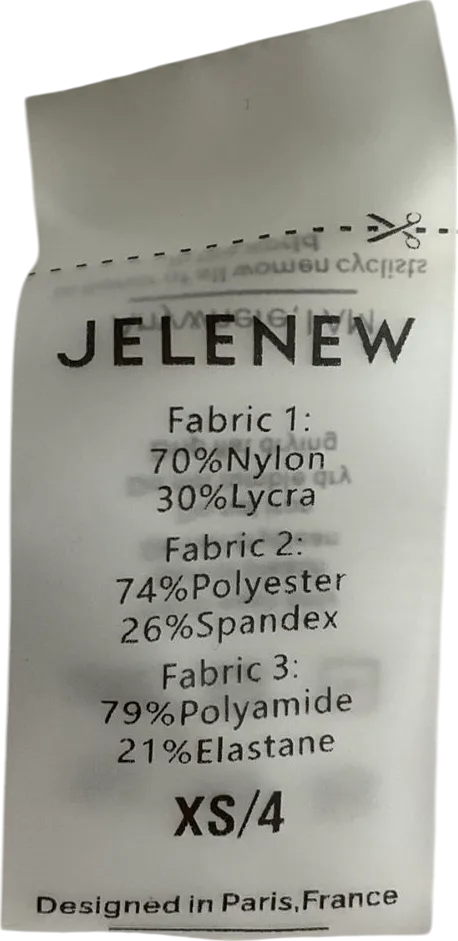 JELENEW
Fabric 1:
70%Nylon
30%Lycra
Fabric 2:
74%Polyester
26%Spandex
Fabric 3:
79%Polyamide
21%Elastane
XS/4
Designed in Paris,France